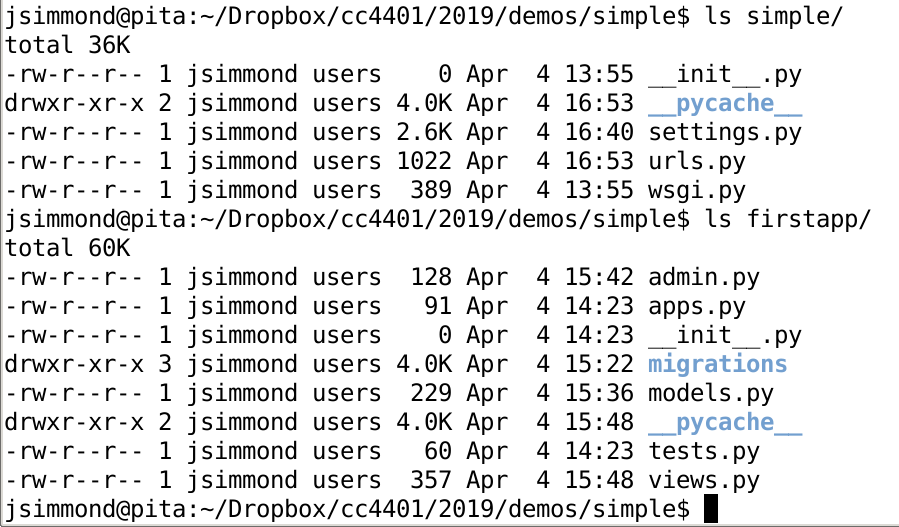 jsimmond@pita:~/Dropbox/cc4401/2019/demos/simple$ ls simple/
total 36K
-rw-r--r-- 1 jsimmond users    0 Apr  4 13:55 __init__.py
drwxr-xr-x 2 jsimmond users 4.0K Apr  4 16:53 __pycache__
-rw-r--r-- 1 jsimmond users 2.6K Apr  4 16:40 settings.py
-rw-r--r-- 1 jsimmond users 1022 Apr  4 16:53 urls.py
-rw-r--r-- 1 jsimmond users  389 Apr  4 13:55 wsgi.py
jsimmond@pita:~/Dropbox/cc4401/2019/demos/simple$ ls firstapp/
total 60K
-rw-r--r-- 1 jsimmond users  128 Apr  4 15:42 admin.py
-rw-r--r-- 1 jsimmond users   91 Apr  4 14:23 apps.py
-rw-r--r-- 1 jsimmond users    0 Apr  4 14:23 __init__.py
drwxr-xr-x 3 jsimmond users 4.0K Apr  4 15:22 migrations
-rw-r--r-- 1 jsimmond users  229 Apr  4 15:36 models.py
drwxr-xr-x 2 jsimmond users 4.0K Apr  4 15:48 __pycache__
-rw-r--r-- 1 jsimmond users   60 Apr  4 14:23 tests.py
-rw-r--r-- 1 jsimmond users  357 Apr  4 15:48 views.py
jsimmond@pita:~/Dropbox/cc4401/2019/demos/simple$